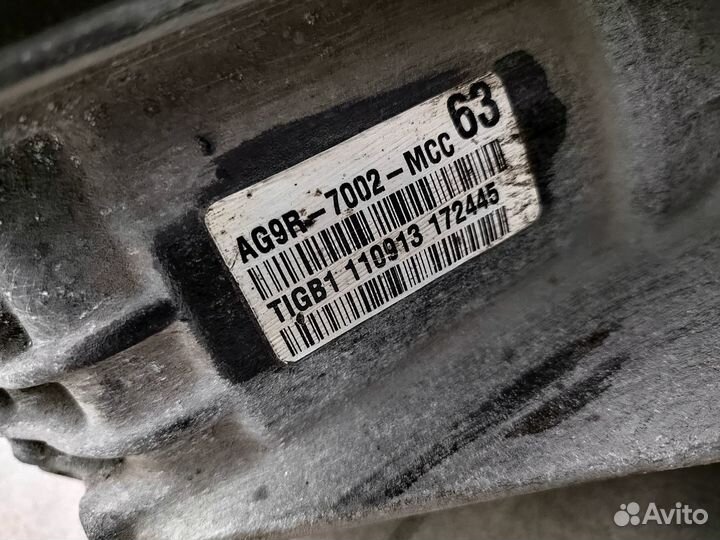 63
AG9R-7002-MCC
TIGB1 110913 172445
Avito